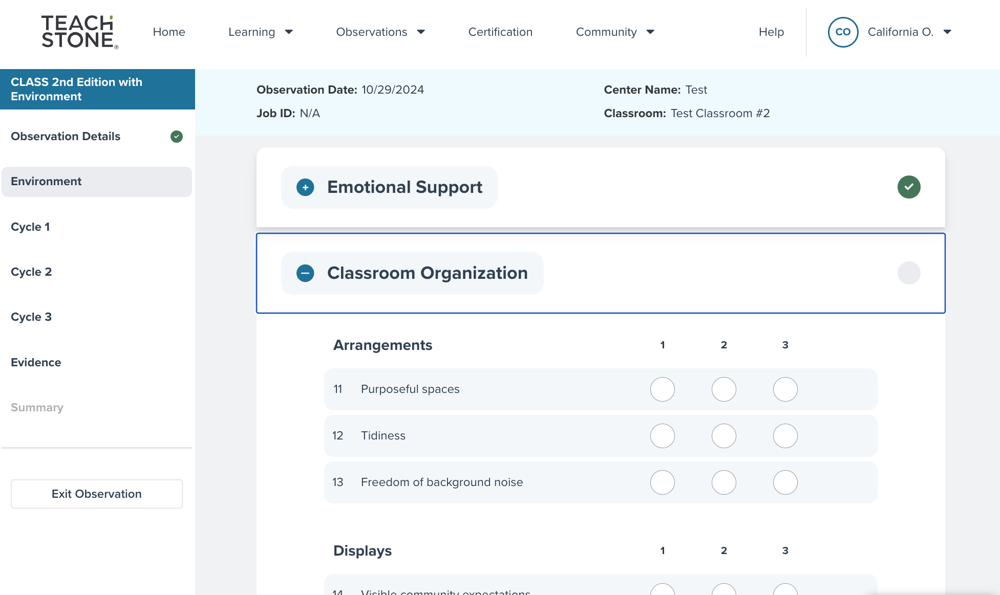 TEACH
STONE®
Home Learning Observations Certification Community Help CO California O.
CLASS 2nd Edition with
Environment
Observation Details
Environment
Cycle 1
Cycle 2
Cycle 3
Evidence
Summary
Exit Observation
Observation Date: 10/29/2024 Center Name: Test
Job ID: N/A Classroom: Test Classroom #2
Emotional Support
Classroom Organization
Arrangements 1 2 3
11 Purposeful spaces
12 Tidiness
13 Freedom of background noise
Displays 1 2 3
14 Visible community expectations